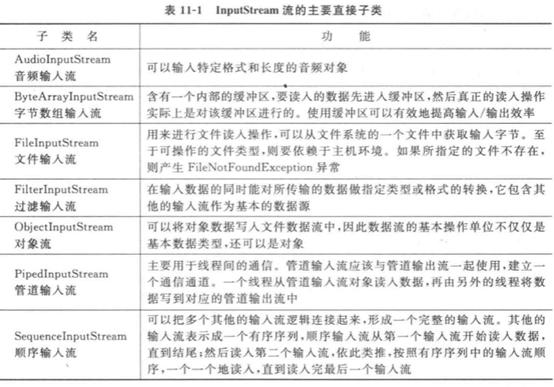 表 11-1 InputStream 流的主要直接子类
子 类 名 功 能
AudioInputStream
音频输入流
可以输入特定格式和长度的音频对象
ByteArrayInputStream
字节数组输入流
含有一个内部的缓冲区,要读入的数据先进入缓冲区,然后真正的读入操作
实际上是对该缓冲区进行的。使用缓冲区可以有效地提高输入/输出效率
FileInputStream
文件输入流
用来进行文件读入操作,可以从文件系统的一个文件中获取输入字节。至
于可操作的文件类型,则要依赖于主机环境。如果所指定的文件不存在,
则产生 FileNotFoundException 异常
FilterInputStream
过滤输入流
在输入数据的同时能对所传输的数据做指定类型或格式的转换,它包含其
他的输入流作为基本的数据源
ObjectInputStream
对象流
可以将对象数据写入文件数据流中,因此数据流的基本操作单位不仅仅是
基本数据类型,还可以是对象
PipedInputStream
管道输入流
主要用于线程间的通信。管道输入流应该与管道输出流一起使用,建立一
个通信通道。一个线程从管道输入流对象读入数据,再由另外的线程将数
据写到对应的管道输出流中
SequenceInputStream
顺序输入流
可以把多个其他的输入流逻辑连接起来,形成一个完整的输入流。其他的
输入流表示成一个有序序列,顺序输入流从第一个输入流开始读入数据,
直到结尾;然后读入第二个输入流,依此类推,按照有序序列中的输入流顺
序,一个一个地读入,直到读完最后一个输入流